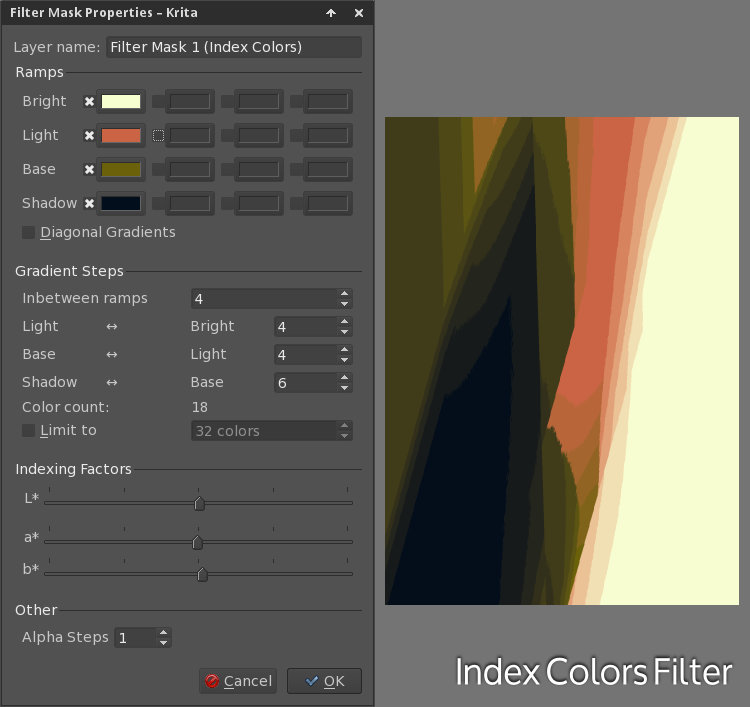 Filter Mask Properties – Krita
Layer name: Filter Mask 1 (Index Colors)
Ramps
Bright
Light
Base
Shadow
Diagonal Gradients
Gradient Steps
Inbetween ramps 4
Light ↔ Bright 4
Base ↔ Light 4
Shadow ↔ Base 6
Color count: 18
Limit to 32 colors
Indexing Factors
L*
a*
b*
Other
Alpha Steps 1
Cancel OK
Index Colors Filter